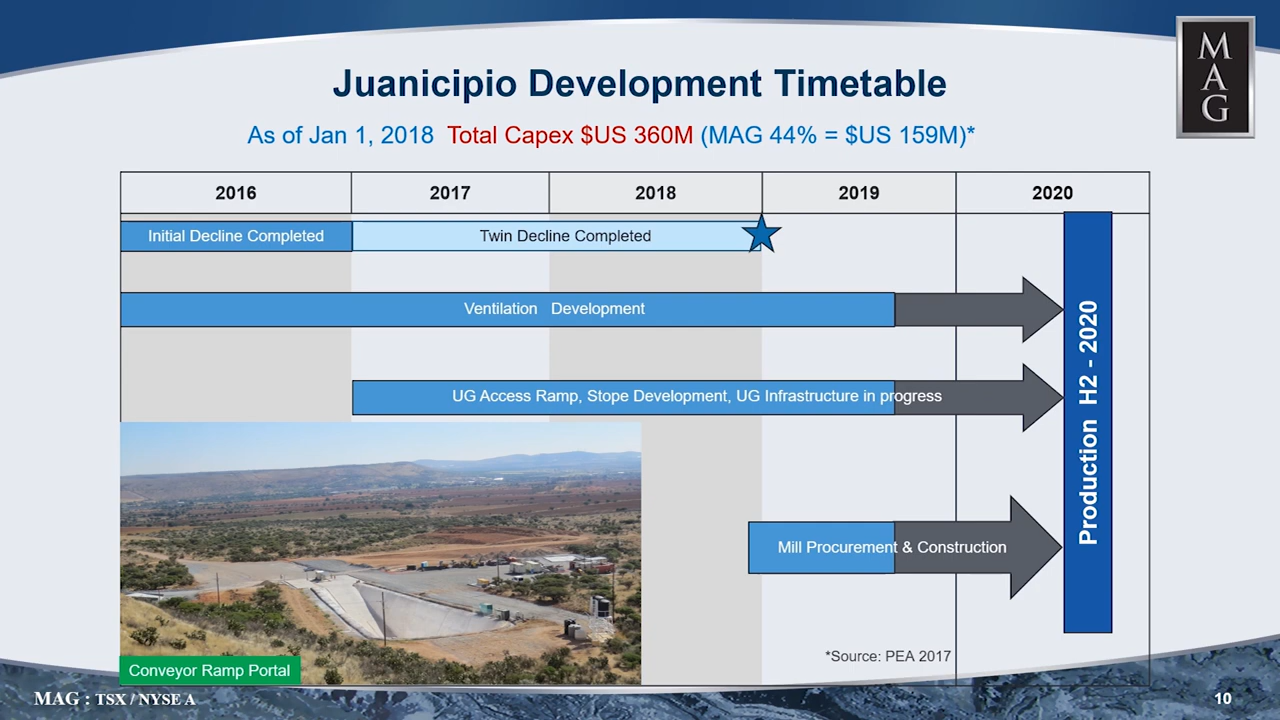 M
A
G
Juanicipio Development Timetable
As of Jan 1, 2018 Total Capex $US 360M (MAG 44% = $US 159M)*
2016 2017 2018 2019 2020
Initial Decline Completed Twin Decline Completed
Ventilation Development
UG Access Ramp, Stope Development, UG Infrastructure in progress
Mill Procurement & Construction
Production H2 - 2020
*Source: PEA 2017
Conveyor Ramp Portal
MAG : TSX / NYSE A
10